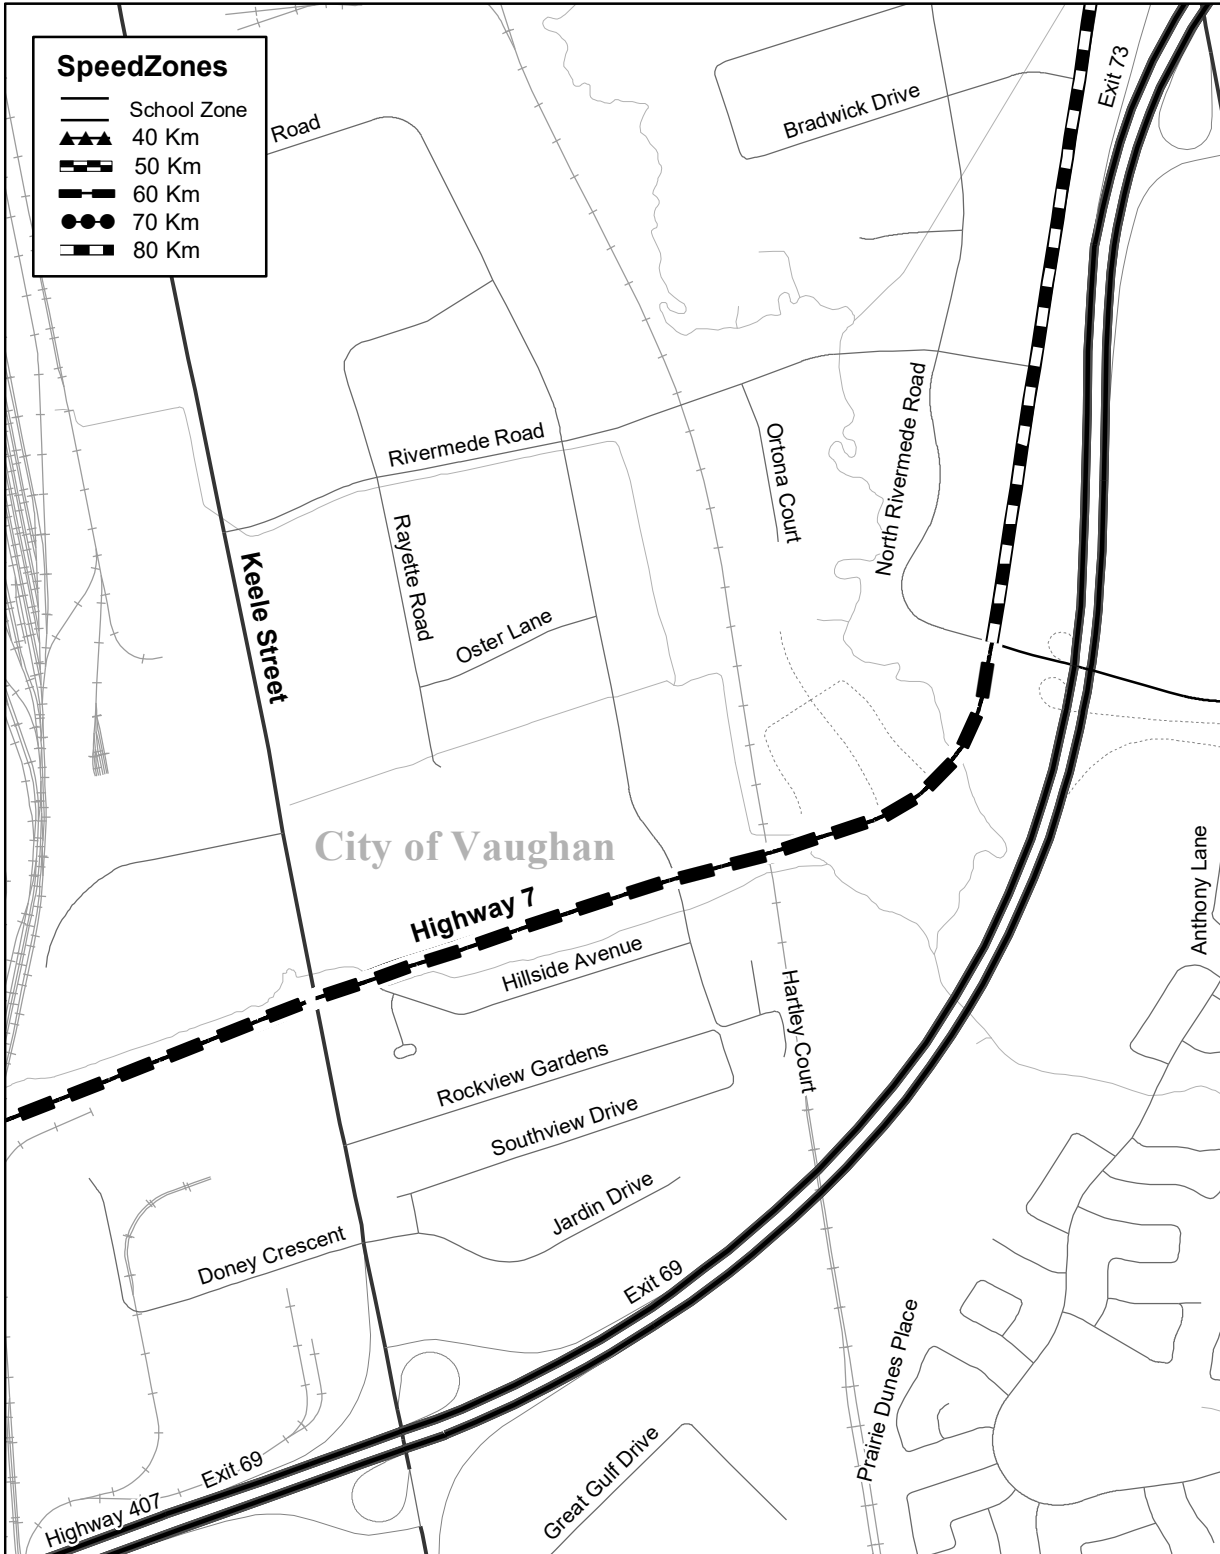 SpeedZones
School Zone
40 Km
50 Km
60 Km
70 Km
80 Km
Road
Bradwick Drive
Exit 73
Rivermede Road
Ortona Court
North Rivermede Road
Keele Street
Rayette Road
Oster Lane
City of Vaughan
Highway 7
Hillside Avenue
Anthony Lane
Hartley Court
Rockview Gardens
Southview Drive
Jardin Drive
Doney Crescent
Exit 69
Prairie Dunes Place
Great Gulf Drive
Exit 69
Highway 407